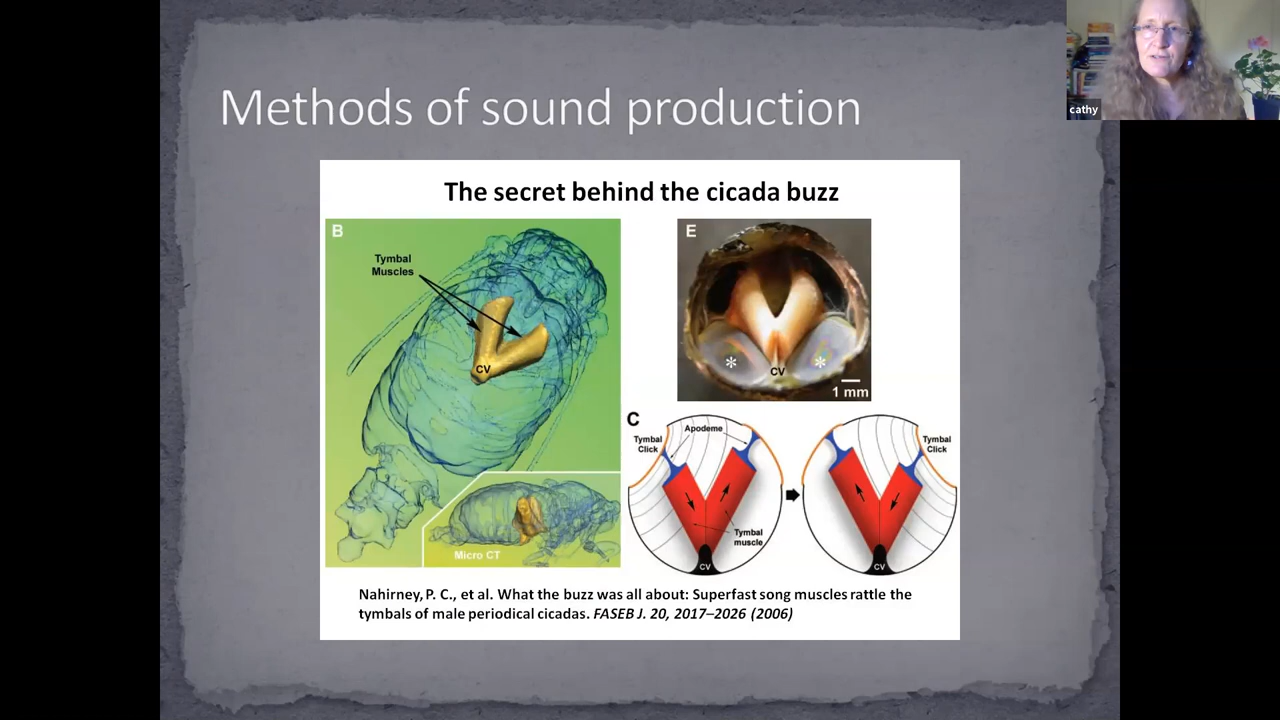 cathy
Methods of sound production
The secret behind the cicada buzz
B
Tymbal
Muscles
CV
Micro CT
E
*
*
CV
1 mm
C
Tymbal
Click
Apodeme
Tymbal
muscle
CV
Tymbal
Click
CV
Nahirney, P. C., et al. What the buzz was all about: Superfast song muscles rattle the
tymbals of male periodical cicadas. FASEB J. 20, 2017–2026 (2006)